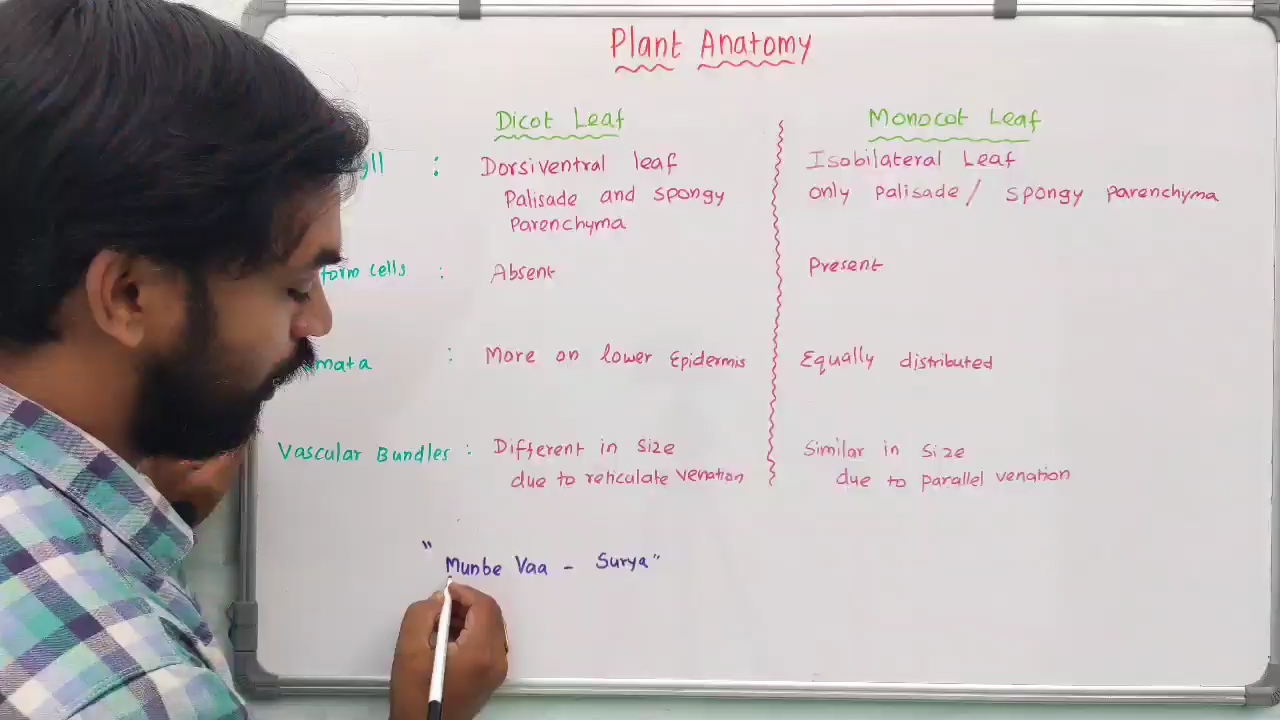 Plant Anatomy
Dicot Leaf
Monocot Leaf
: Dorsiventral leaf
Palisade and spongy
Parenchyma
Isobilateral Leaf
only Palisade / spongy parenchyma
cells : Absent
Present
: More on lower Epidermis
Equally distributed
Vascular Bundles : Different in size
due to reticulate venation
Similar in size
due to parallel venation
"Munbe Vaa - Surya"